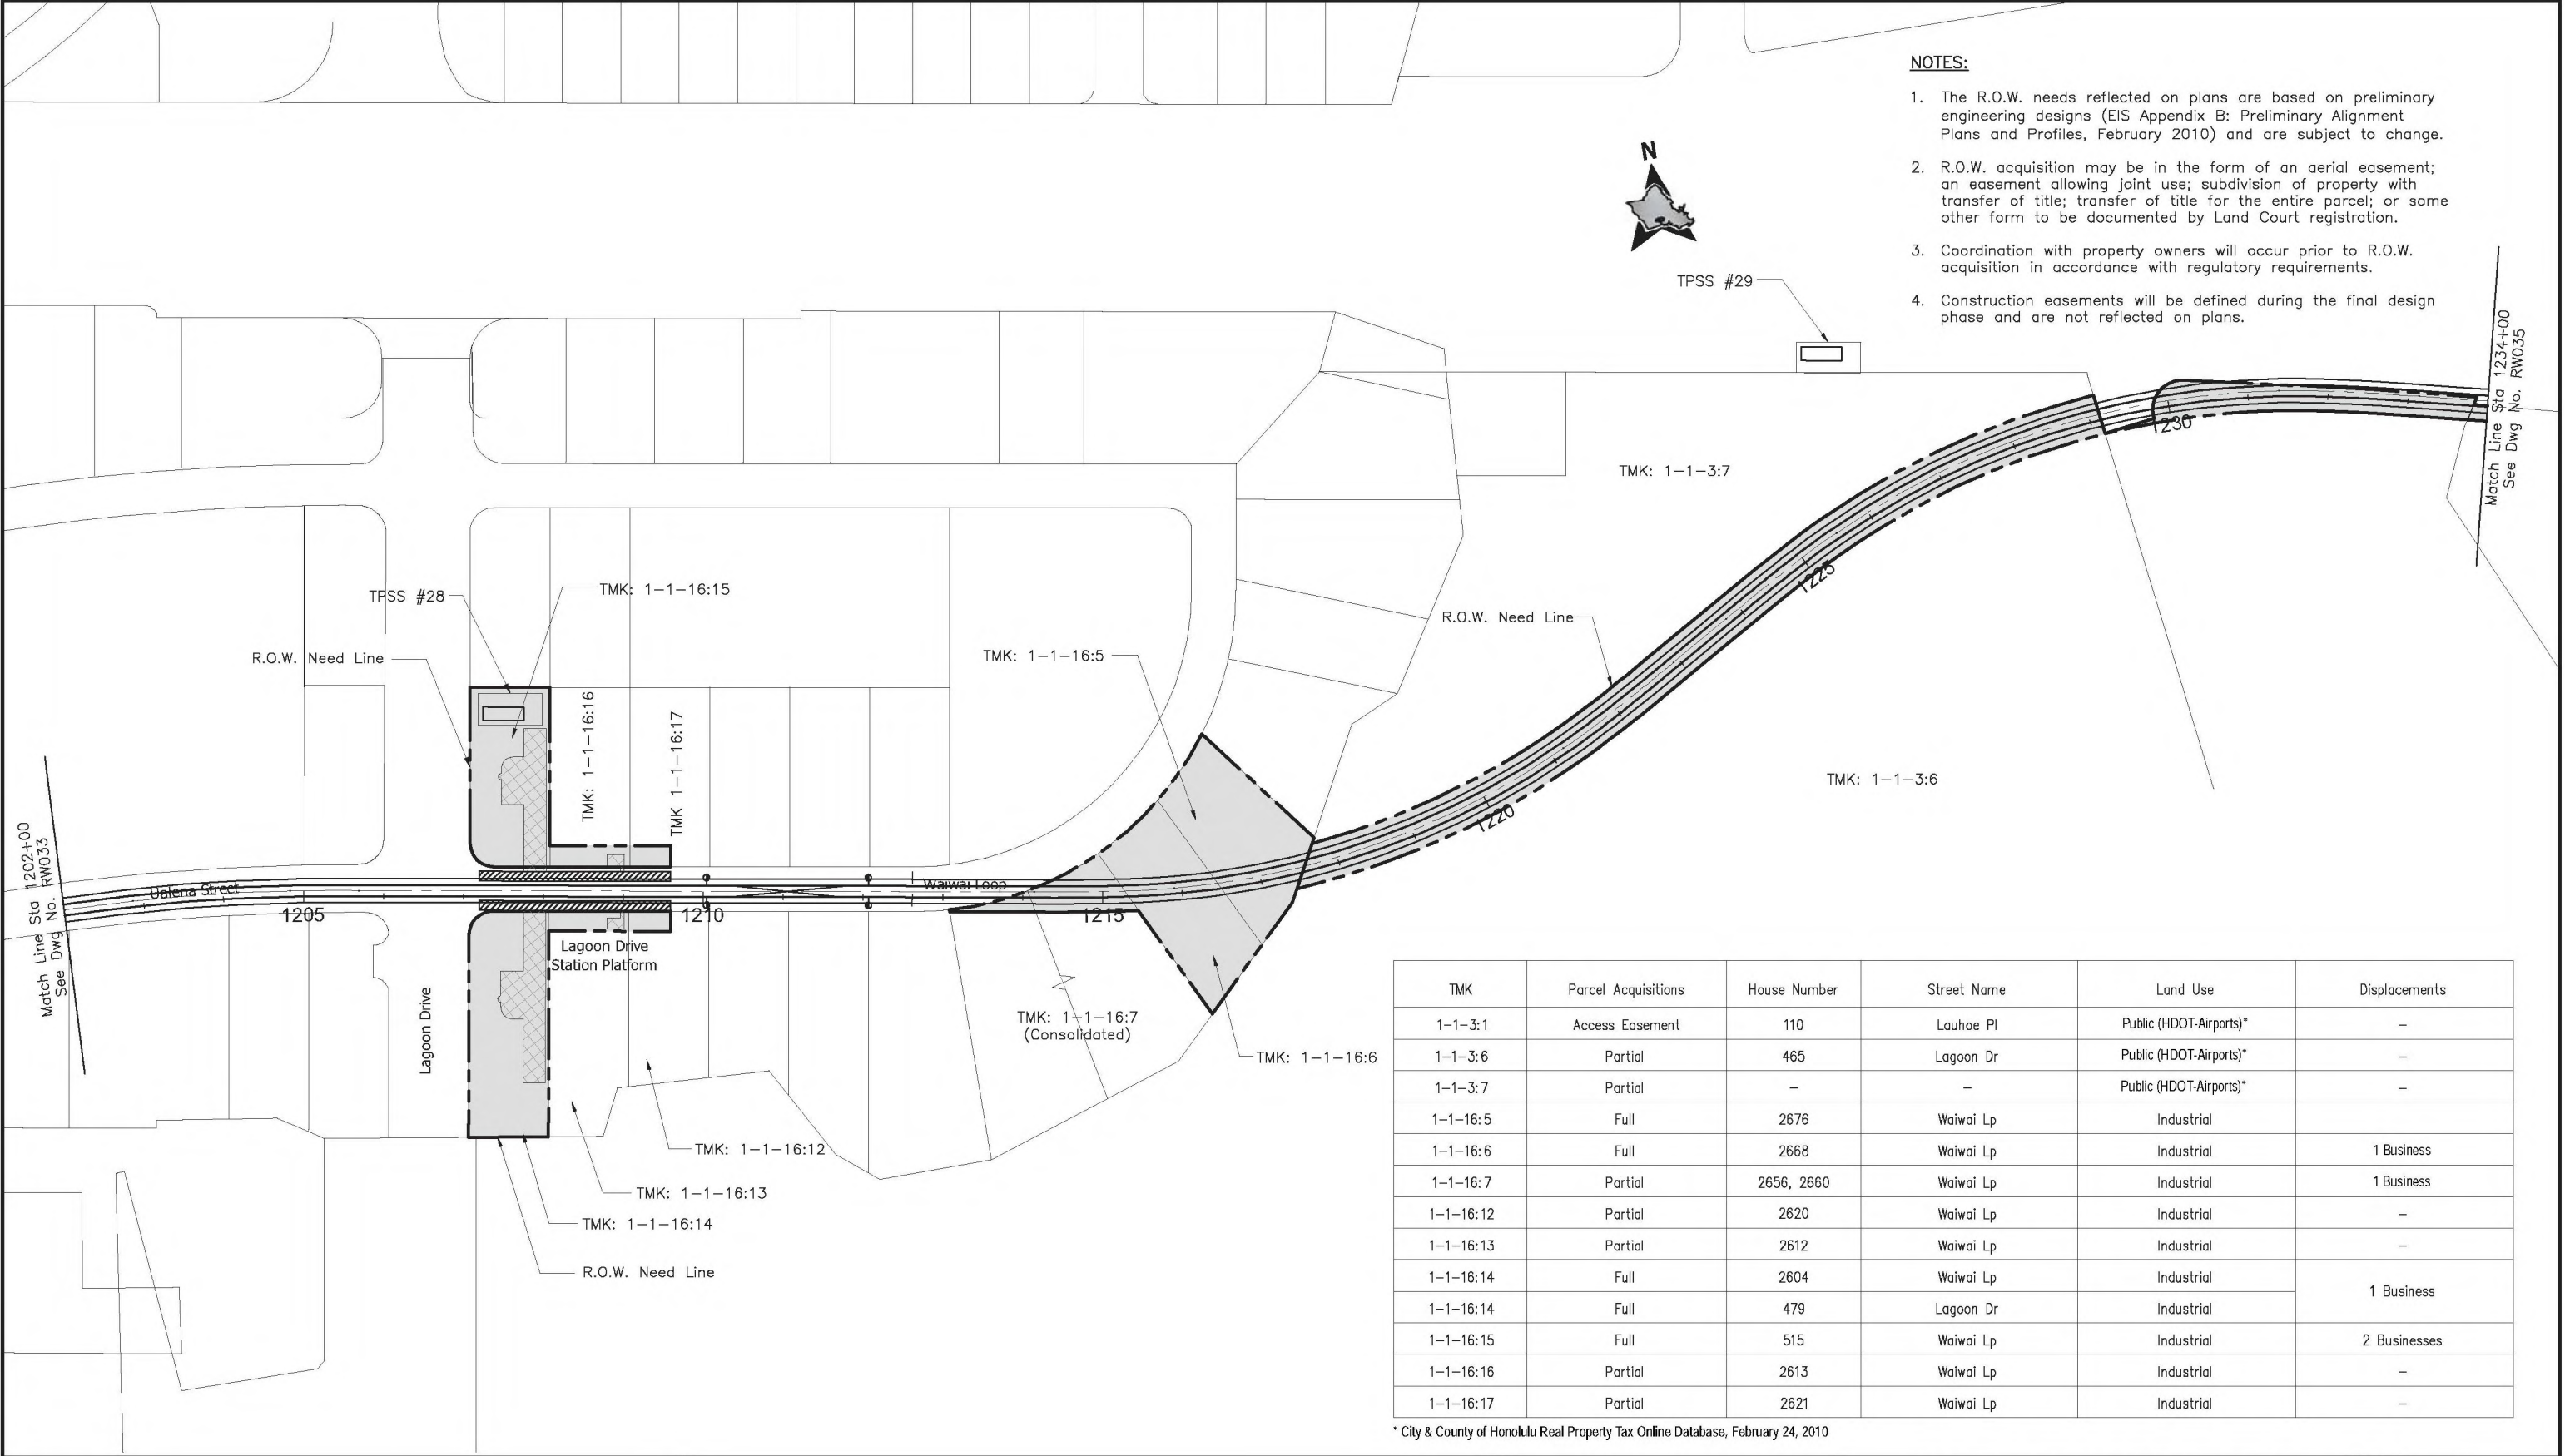 NOTES:
1. The R.O.W. needs reflected on plans are based on preliminary
engineering designs (EIS Appendix B: Preliminary Alignment
Plans and Profiles, February 2010) and are subject to change.
2. R.O.W. acquisition may be in the form of an aerial easement;
an easement allowing joint use; subdivision of property with
transfer of title; transfer of title for the entire parcel; or some
other form to be documented by Land Court registration.
3. Coordination with property owners will occur prior to R.O.W.
acquisition in accordance with regulatory requirements.
4. Construction easements will be defined during the final design
phase and are not reflected on plans.
N
TPSS #29
Match Line Sta 1234+00
See Dwg No. RW035
1230
TMK: 1-1-3:7
1225
TPSS #28
TMK: 1-1-16:15
R.O.W. Need Line
R.O.W. Need Line
TMK: 1-1-16:5
TMK: 1-1-16:16
TMK 1-1-16:17
TMK: 1-1-3:6
1220
Match Line Sta 1202+00
See Dwg No. RW033
Ualena Street
Waiwai Loop
1205
1210
1215
Lagoon Drive
Station Platform
Lagoon Drive
TMK: 1-1-16:7
(Consolidated)
TMK: 1-1-16:6
TMK: 1-1-16:12
TMK: 1-1-16:13
TMK: 1-1-16:14
R.O.W. Need Line
TMK Parcel Acquisitions House Number Street Name Land Use Displacements
1-1-3:1 Access Easement 110 Lauhoe Pl Public (HDOT-Airports)* –
1-1-3:6 Partial 465 Lagoon Dr Public (HDOT-Airports)* –
1-1-3:7 Partial – – Public (HDOT-Airports)* –
1-1-16:5 Full 2676 Waiwai Lp Industrial
1-1-16:6 Full 2668 Waiwai Lp Industrial 1 Business
1-1-16:7 Partial 2656, 2660 Waiwai Lp Industrial 1 Business
1-1-16:12 Partial 2620 Waiwai Lp Industrial –
1-1-16:13 Partial 2612 Waiwai Lp Industrial –
1-1-16:14 Full 2604 Waiwai Lp Industrial 1 Business
1-1-16:14 Full 479 Lagoon Dr Industrial
1-1-16:15 Full 515 Waiwai Lp Industrial 2 Businesses
1-1-16:16 Partial 2613 Waiwai Lp Industrial –
1-1-16:17 Partial 2621 Waiwai Lp Industrial –
* City & County of Honolulu Real Property Tax Online Database, February 24, 2010